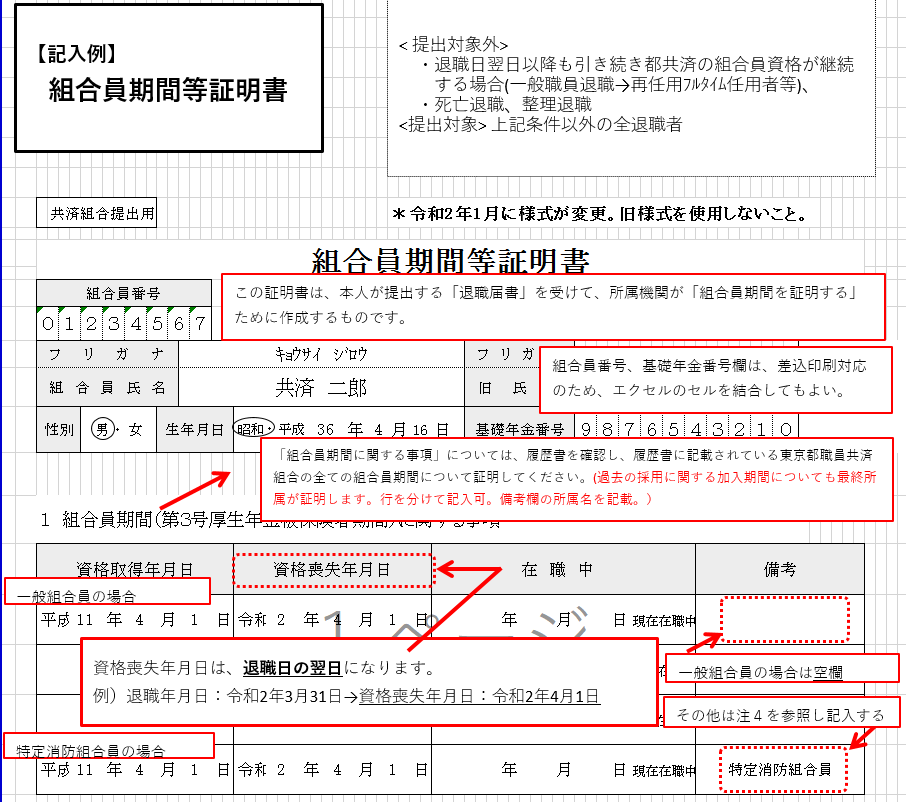 【記入例】
組合員期間等証明書
<提出対象外>
・退職日翌日以降も引き続き都共済の組合員資格が継続
する場合(一般職員退職→再任用ﾌﾙﾀｲﾑ任用者等)、
・死亡退職、整理退職
<提出対象> 上記条件以外の全退職者
共済組合提出用
＊令和2年1月に様式が変更。旧様式を使用しないこと。
組合員期間等証明書
組合員番号
この証明書は、本人が提出する「退職届書」を受けて、所属機関が「組合員期間を証明する」
ために作成するものです。
0 1 2 3 4 5 6 7
フリガナ ｷｮｳｻｲ ｼﾞﾛｳ フリガ
組合員番号、基礎年金番号欄は、差込印刷対応
のため、エクセルのセルを結合してもよい。
組合員氏名 共済 二郎 旧 氏
性別 男・女 生年月日 昭和・平成 36 年 4 月 16 日 基礎年金番号 9 8 7 6 5 4 3 2 1 0
「組合員期間に関する事項」については、履歴書を確認し、履歴書に記載されている東京都職員共済
組合の全ての組合員期間について証明してください。(過去の採用に関する加入期間についても最終所
属が証明します。行を分けて記入可。備考欄の所属名を記載。）
1 組合員期間(第3号厚生年金被保険者期間)に関する事項
資格取得年月日 資格喪失年月日 在 職 中 備考
一般組合員の場合
平成 11 年 4 月 1 日 令和 2 年 4 月 1 日 年 月 日 現在在職中
1 ページ
資格喪失年月日は、退職日の翌日になります。
例）退職年月日：令和2年3月31日→資格喪失年月日：令和2年4月1日
一般組合員の場合は空欄
その他は注４を参照し記入する
特定消防組合員の場合
平成 11 年 4 月 1 日 令和 2 年 4 月 1 日 年 月 日 現在在職中 特定消防組合員